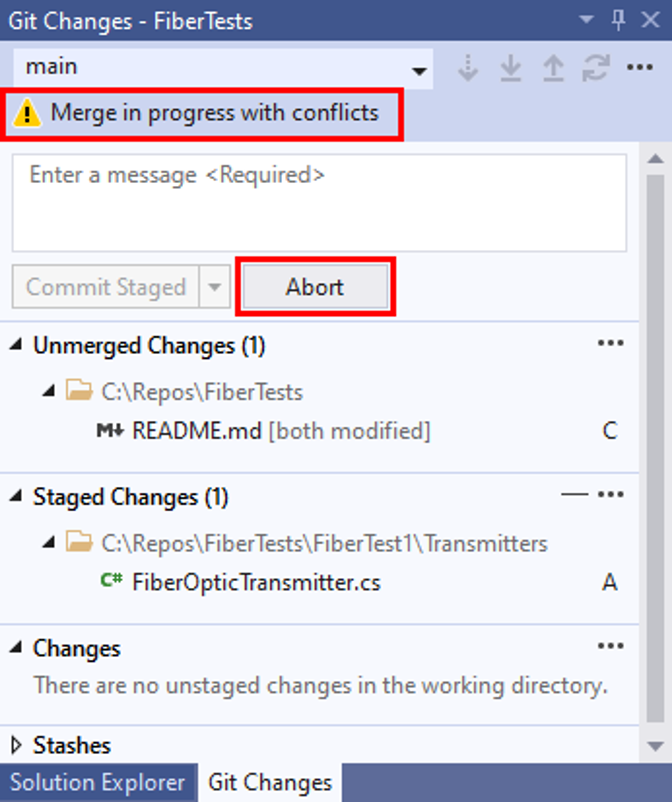 Git Changes - FiberTests
main
Merge in progress with conflicts
Enter a message <Required>
Commit Staged
Abort
Unmerged Changes (1)
C:\Repos\FiberTests
M↓ README.md [both modified] C
Staged Changes (1)
C:\Repos\FiberTests\FiberTest1\Transmitters
C# FiberOpticTransmitter.cs A
Changes
There are no unstaged changes in the working directory.
Stashes
Solution Explorer Git Changes